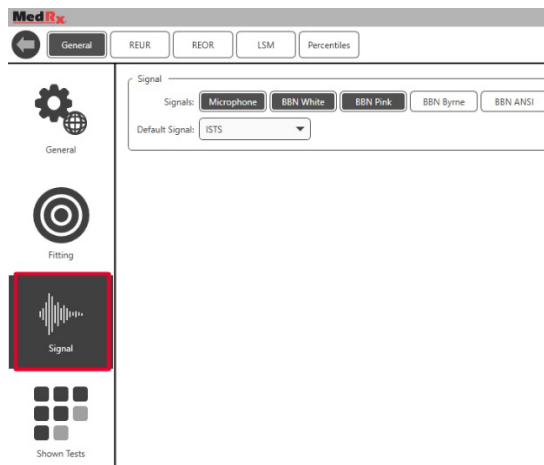 MedRx
General REUR REOR LSM Percentiles
Signal
Signals: Microphone BBN White BBN Pink BBN Byrne BBN ANSI
Default Signal: ISTS
General
Fitting
Signal
Shown Tests